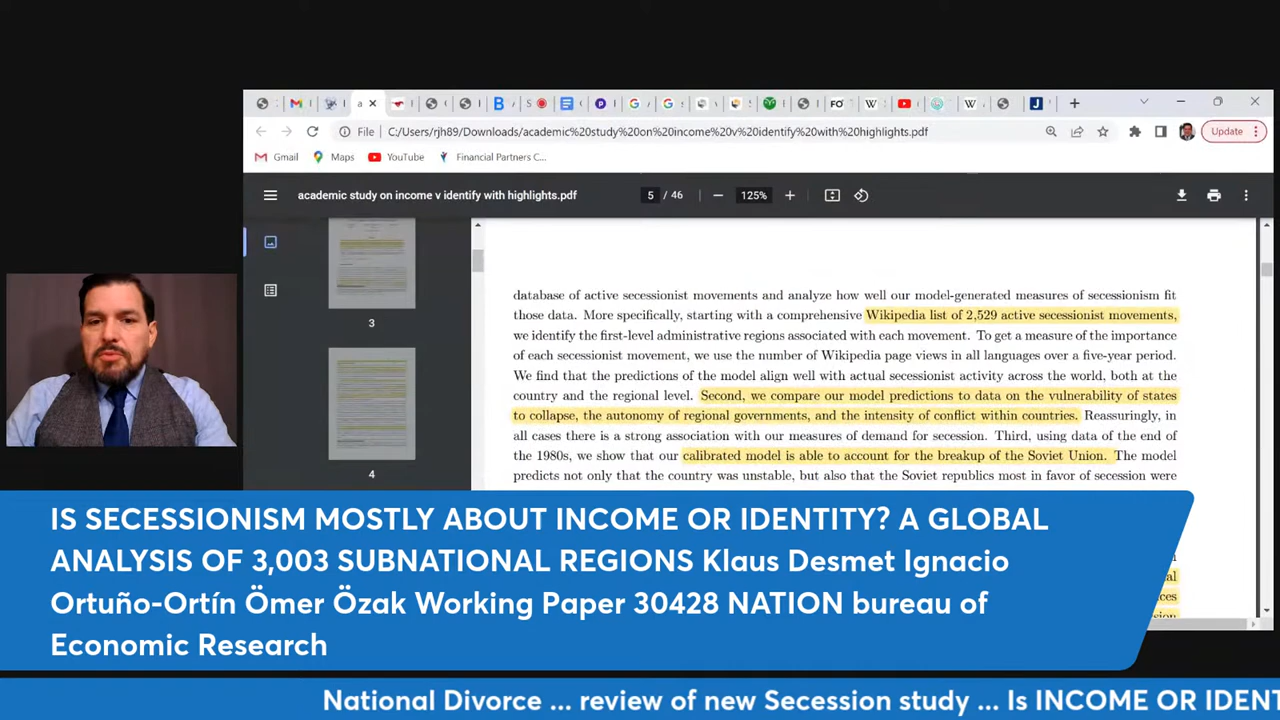 a
File
C:/Users/rjh89/Downloads/academic%20study%20on%20income%20v%20identify%20with%20highlights.pdf
Update
Gmail
Maps
YouTube
Financial Partners C...
academic study on income v identify with highlights.pdf
5 / 46
125%
3
4
database of active secessionist movements and analyze how well our model-generated measures of secessionism fit
those data. More specifically, starting with a comprehensive Wikipedia list of 2,529 active secessionist movements,
we identify the first-level administrative regions associated with each movement. To get a measure of the importance
of each secessionist movement, we use the number of Wikipedia page views in all languages over a five-year period.
We find that the predictions of the model align well with actual secessionist activity across the world, both at the
country and the regional level. Second, we compare our model predictions to data on the vulnerability of states
to collapse, the autonomy of regional governments, and the intensity of conflict within countries. Reassuringly, in
all cases there is a strong association with our measures of demand for secession. Third, using data of the end of
the 1980s, we show that our calibrated model is able to account for the breakup of the Soviet Union. The model
predicts not only that the country was unstable, but also that the Soviet republics most in favor of secession were
IS SECESSIONISM MOSTLY ABOUT INCOME OR IDENTITY? A GLOBAL
ANALYSIS OF 3,003 SUBNATIONAL REGIONS Klaus Desmet Ignacio
Ortuño-Ortín Ömer Özak Working Paper 30428 NATION bureau of
Economic Research
National Divorce ... review of new Secession study ... Is INCOME OR IDENT